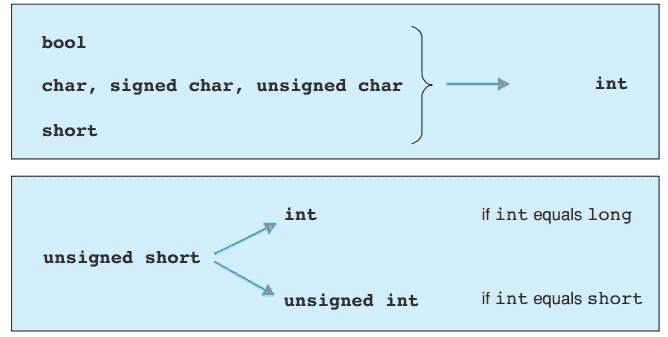 bool
char, signed char, unsigned char
int
short
int
if int equals long
unsigned short
unsigned int
if int equals short